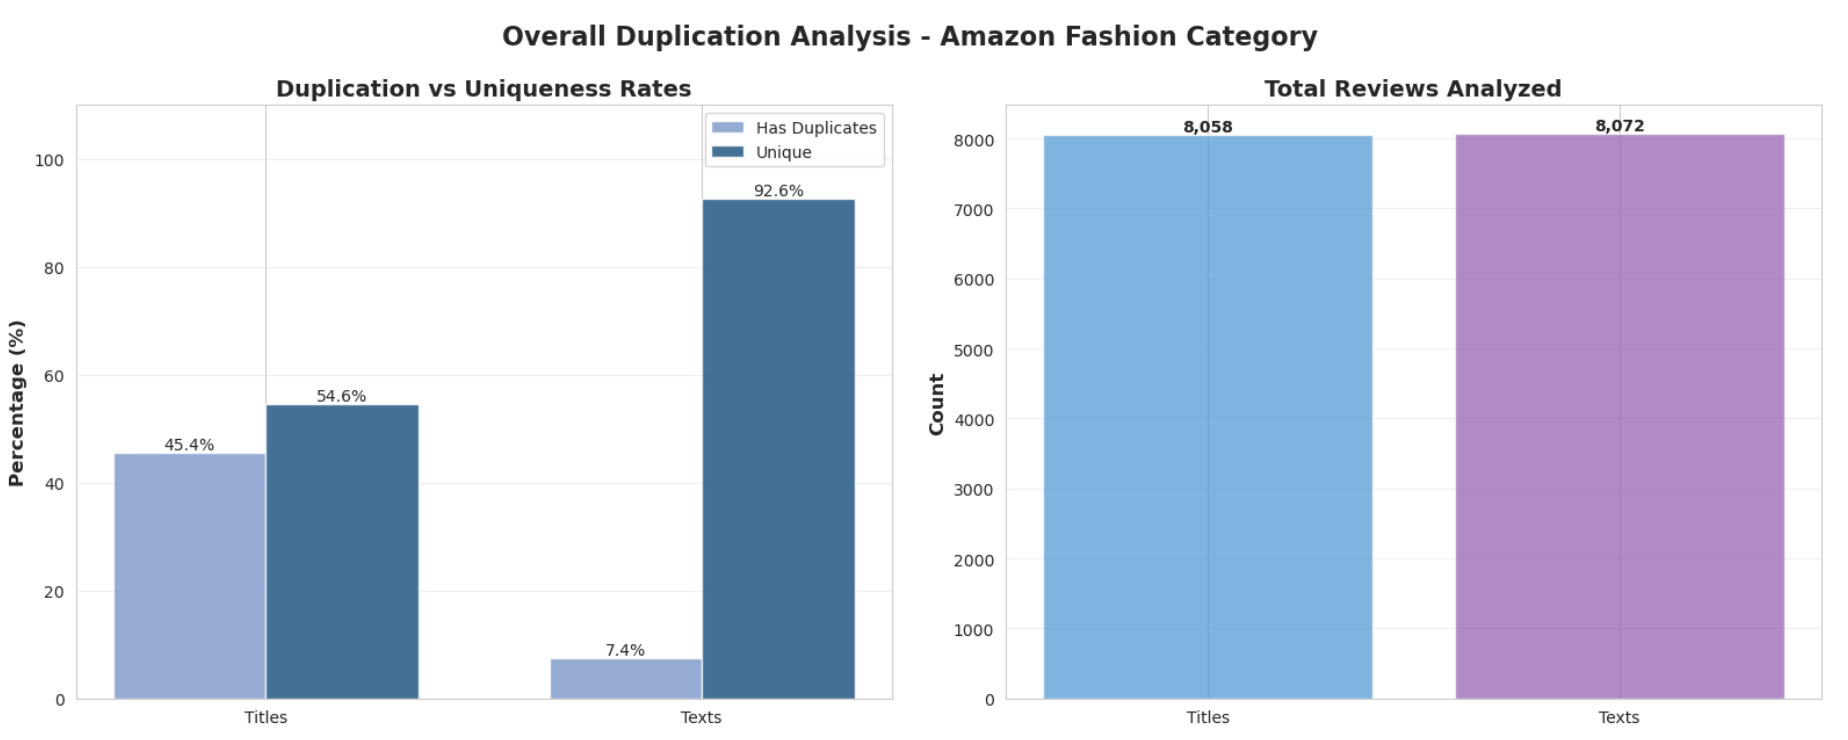 Overall Duplication Analysis - Amazon Fashion Category
Duplication vs Uniqueness Rates
Has Duplicates
Unique
Percentage (%)
100
80
60
40
20
0
45.4%
54.6%
7.4%
92.6%
Titles
Texts
Total Reviews Analyzed
Count
8000
7000
6000
5000
4000
3000
2000
1000
0
8,058
8,072
Titles
Texts